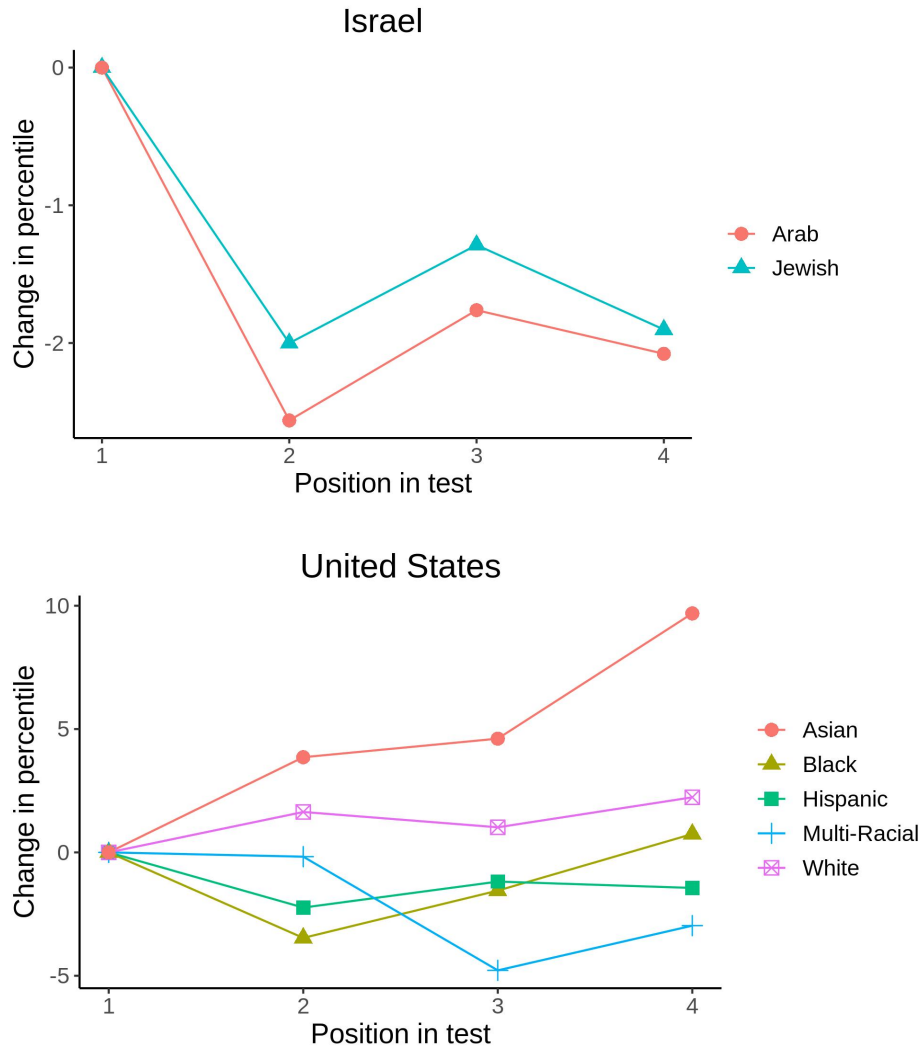 Israel
0
-1
-2
Change in percentile
1 2 3 4
Position in test
Arab
Jewish
United States
10
5
0
-5
Change in percentile
1 2 3 4
Position in test
Asian
Black
Hispanic
Multi-Racial
White